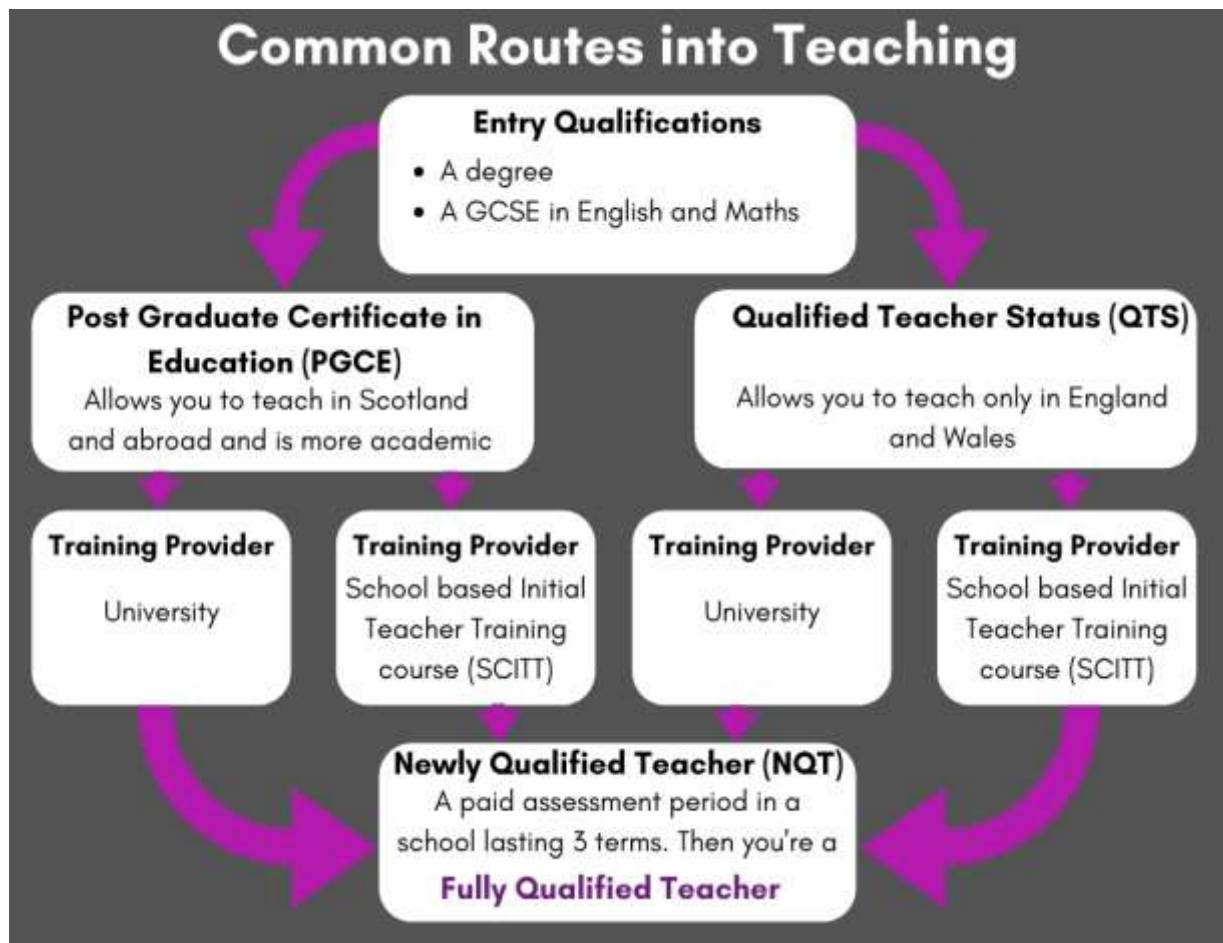 Common Routes into Teaching
Entry Qualifications
• A degree
• A GCSE in English and Maths
Post Graduate Certificate in
Education (PGCE)
Allows you to teach in Scotland
and abroad and is more academic
Qualified Teacher Status (QTS)
Allows you to teach only in England
and Wales
Training Provider
University
Training Provider
School based Initial
Teacher Training
course (SCITT)
Training Provider
University
Training Provider
School based Initial
Teacher Training
course (SCITT)
Newly Qualified Teacher (NQT)
A paid assessment period in a
school lasting 3 terms. Then you're a
Fully Qualified Teacher